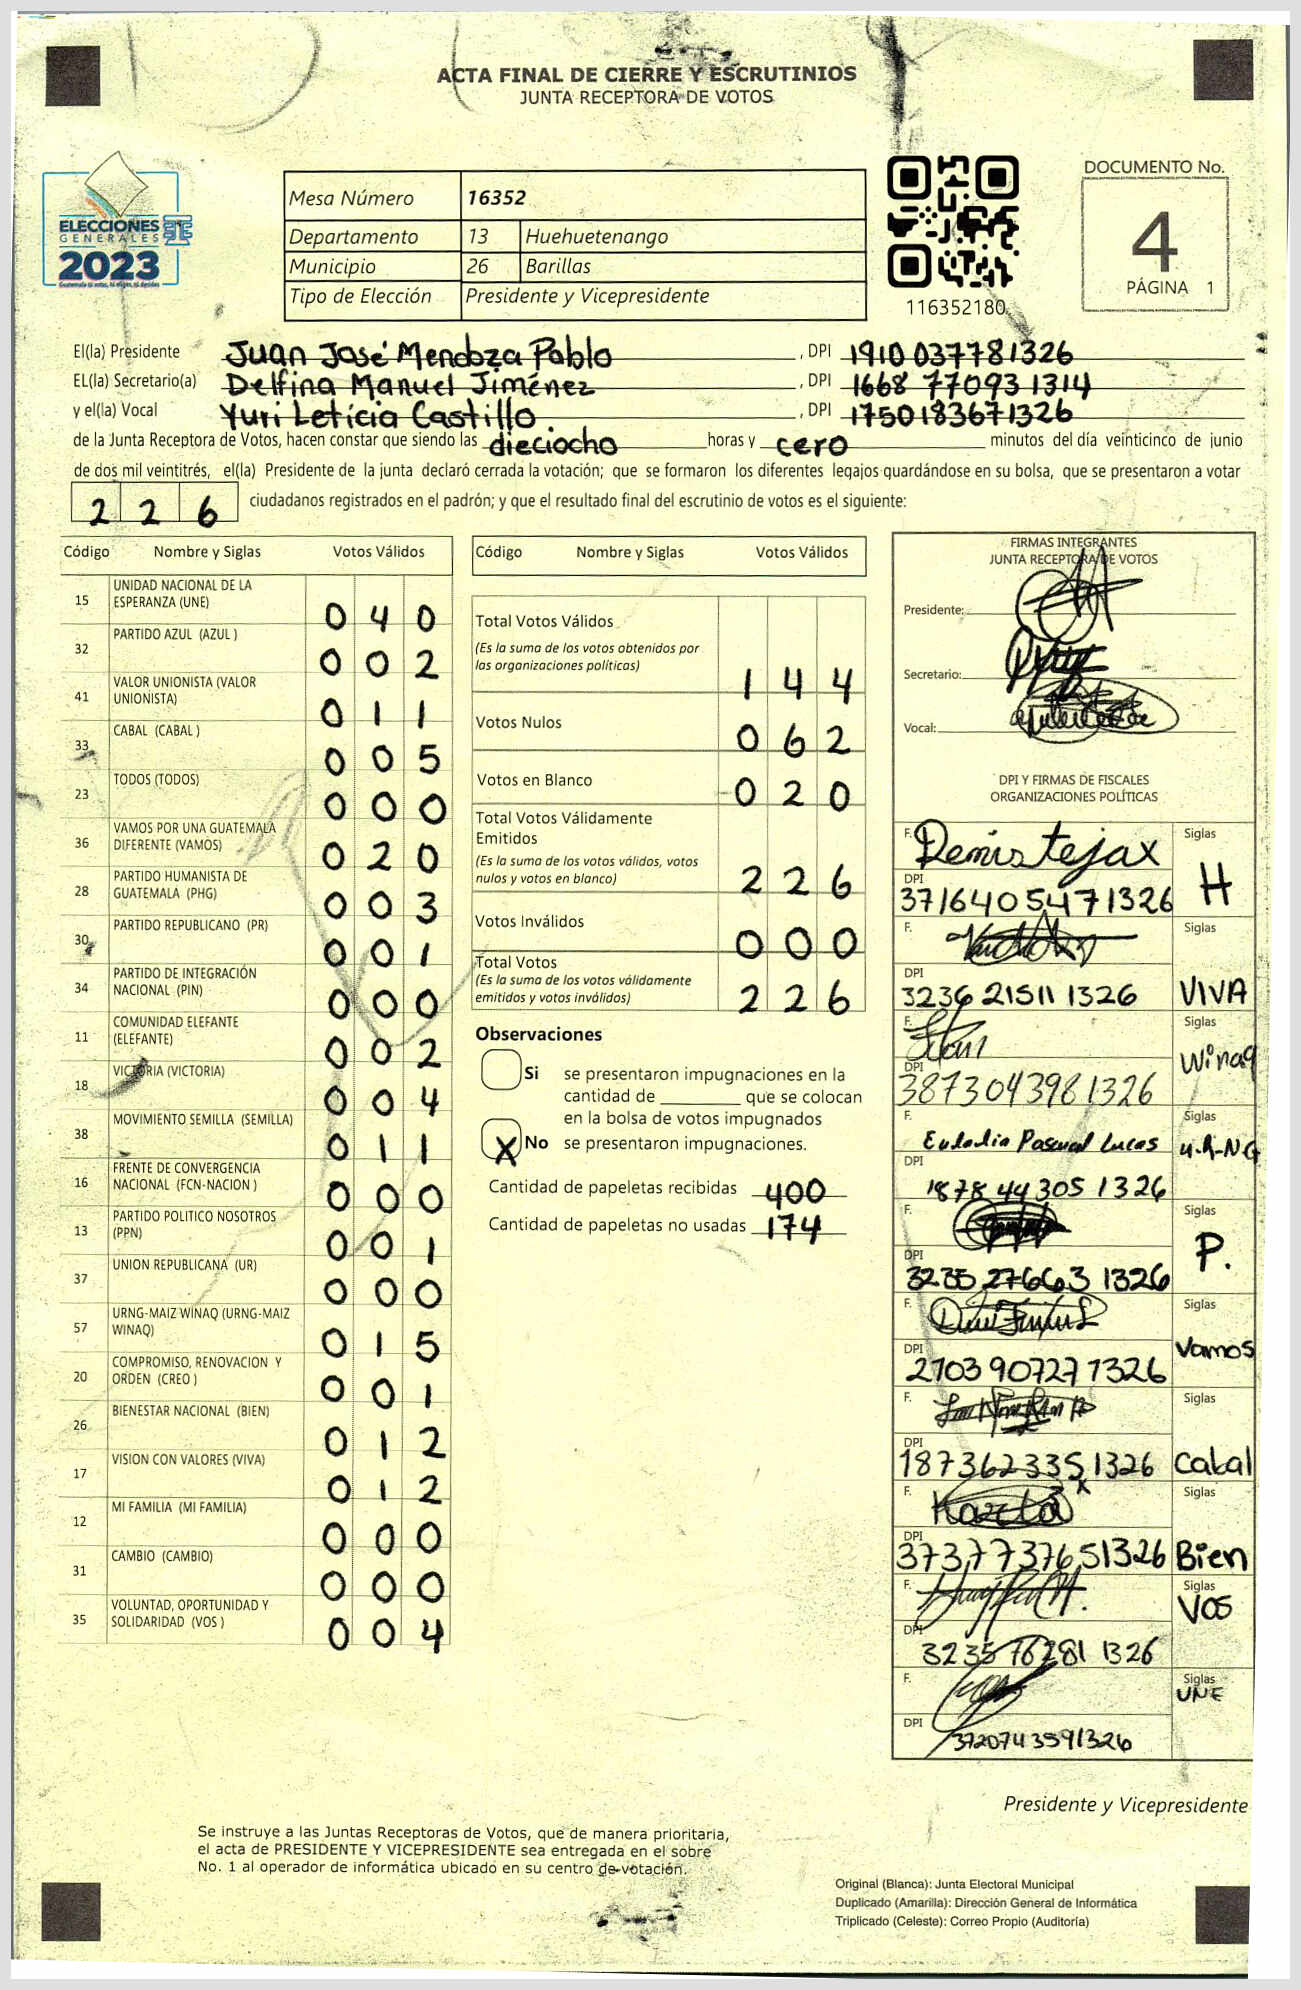 ACTA FINAL DE CIERRE Y ESCRUTINIOS
JUNTA RECEPTORA DE VOTOS
ELECCIONES
GENERALES
2023
Guatemala tú votas, tú eliges, tú decides
TSE
Mesa Número 16352
Departamento 13 Huehuetenango
Municipio 26 Barillas
Tipo de Elección Presidente y Vicepresidente
116352180
DOCUMENTO No.
4
PÁGINA 1
El(la) Presidente Juan José Mendoza Pablo, DPI 1910 037781326
EL(la) Secretario(a) Delfina Manuel Jiménez, DPI 1668 77093 1314
y el(la) Vocal Yuri Leticia Castillo, DPI 1750183671326
de la Junta Receptora de Votos, hacen constar que siendo las dieciocho horas y cero minutos del día veinticinco de junio
de dos mil veintitrés, el(la) Presidente de la junta declaró cerrada la votación; que se formaron los diferentes legajos guardándose en su bolsa, que se presentaron a votar
2 2 6 ciudadanos registrados en el padrón; y que el resultado final del escrutinio de votos es el siguiente:
Código Nombre y Siglas Votos Válidos
15 UNIDAD NACIONAL DE LA ESPERANZA (UNE) 0 4 0
32 PARTIDO AZUL (AZUL ) 0 0 2
41 VALOR UNIONISTA (VALOR UNIONISTA) 0 1 1
33 CABAL (CABAL ) 0 0 5
23 TODOS (TODOS) 0 0 0
36 VAMOS POR UNA GUATEMALA DIFERENTE (VAMOS) 0 2 0
28 PARTIDO HUMANISTA DE GUATEMALA (PHG) 0 0 3
30 PARTIDO REPUBLICANO (PR) 0 0 1
34 PARTIDO DE INTEGRACIÓN NACIONAL (PIN) 0 0 0
11 COMUNIDAD ELEFANTE (ELEFANTE) 0 0 2
18 VICTORIA (VICTORIA) 0 0 4
38 MOVIMIENTO SEMILLA (SEMILLA) 0 1 1
16 FRENTE DE CONVERGENCIA NACIONAL (FCN-NACION ) 0 0 0
13 PARTIDO POLITICO NOSOTROS (PPN) 0 0 1
37 UNION REPUBLICANA (UR) 0 0 0
57 URNG-MAIZ WINAQ (URNG-MAIZ WINAQ) 0 1 5
20 COMPROMISO, RENOVACION Y ORDEN (CREO ) 0 0 1
26 BIENESTAR NACIONAL (BIEN) 0 1 2
17 VISION CON VALORES (VIVA) 0 1 2
12 MI FAMILIA (MI FAMILIA) 0 0 0
31 CAMBIO (CAMBIO) 0 0 0
35 VOLUNTAD, OPORTUNIDAD Y SOLIDARIDAD (VOS ) 0 0 4
Código Nombre y Siglas Votos Válidos
Total Votos Válidos
(Es la suma de los votos obtenidos por
las organizaciones políticas) 1 4 4
Votos Nulos 0 6 2
Votos en Blanco 0 2 0
Total Votos Válidamente
Emitidos
(Es la suma de los votos válidos, votos
nulos y votos en blanco) 2 2 6
Votos Inválidos 0 0 0
Total Votos
(Es la suma de los votos válidamente
emitidos y votos inválidos) 2 2 6
Observaciones
Si se presentaron impugnaciones en la
cantidad de ________ que se colocan
en la bolsa de votos impugnados
X No se presentaron impugnaciones.
Cantidad de papeletas recibidas 400
Cantidad de papeletas no usadas 174
FIRMAS INTEGRANTES
JUNTA RECEPTORA DE VOTOS
Presidente:
Secretario:
Vocal:
DPI Y FIRMAS DE FISCALES
ORGANIZACIONES POLÍTICAS
F. Denis tejax Siglas
DPI 3716405471326 H
F. Siglas
DPI 3236 21511 1326 VIVA
F. Siglas
DPI 3873043981326 Winaq
F. Eulalia Pascual Lucas Siglas
DPI 1878 44305 1326 U.R-NG
F. Siglas
DPI 3235 27663 1326 P.
F. Siglas
DPI 2103 90727 1326 Vamos
F. Siglas
DPI 187362335 1326 Cabal
F. Karla Siglas
DPI 3737737651326 Bien
F. Siglas
DPI 3235 76281 1326 VOS
F. Siglas
DPI 3720743591326 UNE
Presidente y Vicepresidente
Se instruye a las Juntas Receptoras de Votos, que de manera prioritaria,
el acta de PRESIDENTE Y VICEPRESIDENTE sea entregada en el sobre
No. 1 al operador de informática ubicado en su centro de votación.
Original (Blanca): Junta Electoral Municipal
Duplicado (Amarilla): Dirección General de Informática
Triplicado (Celeste): Correo Propio (Auditoría)